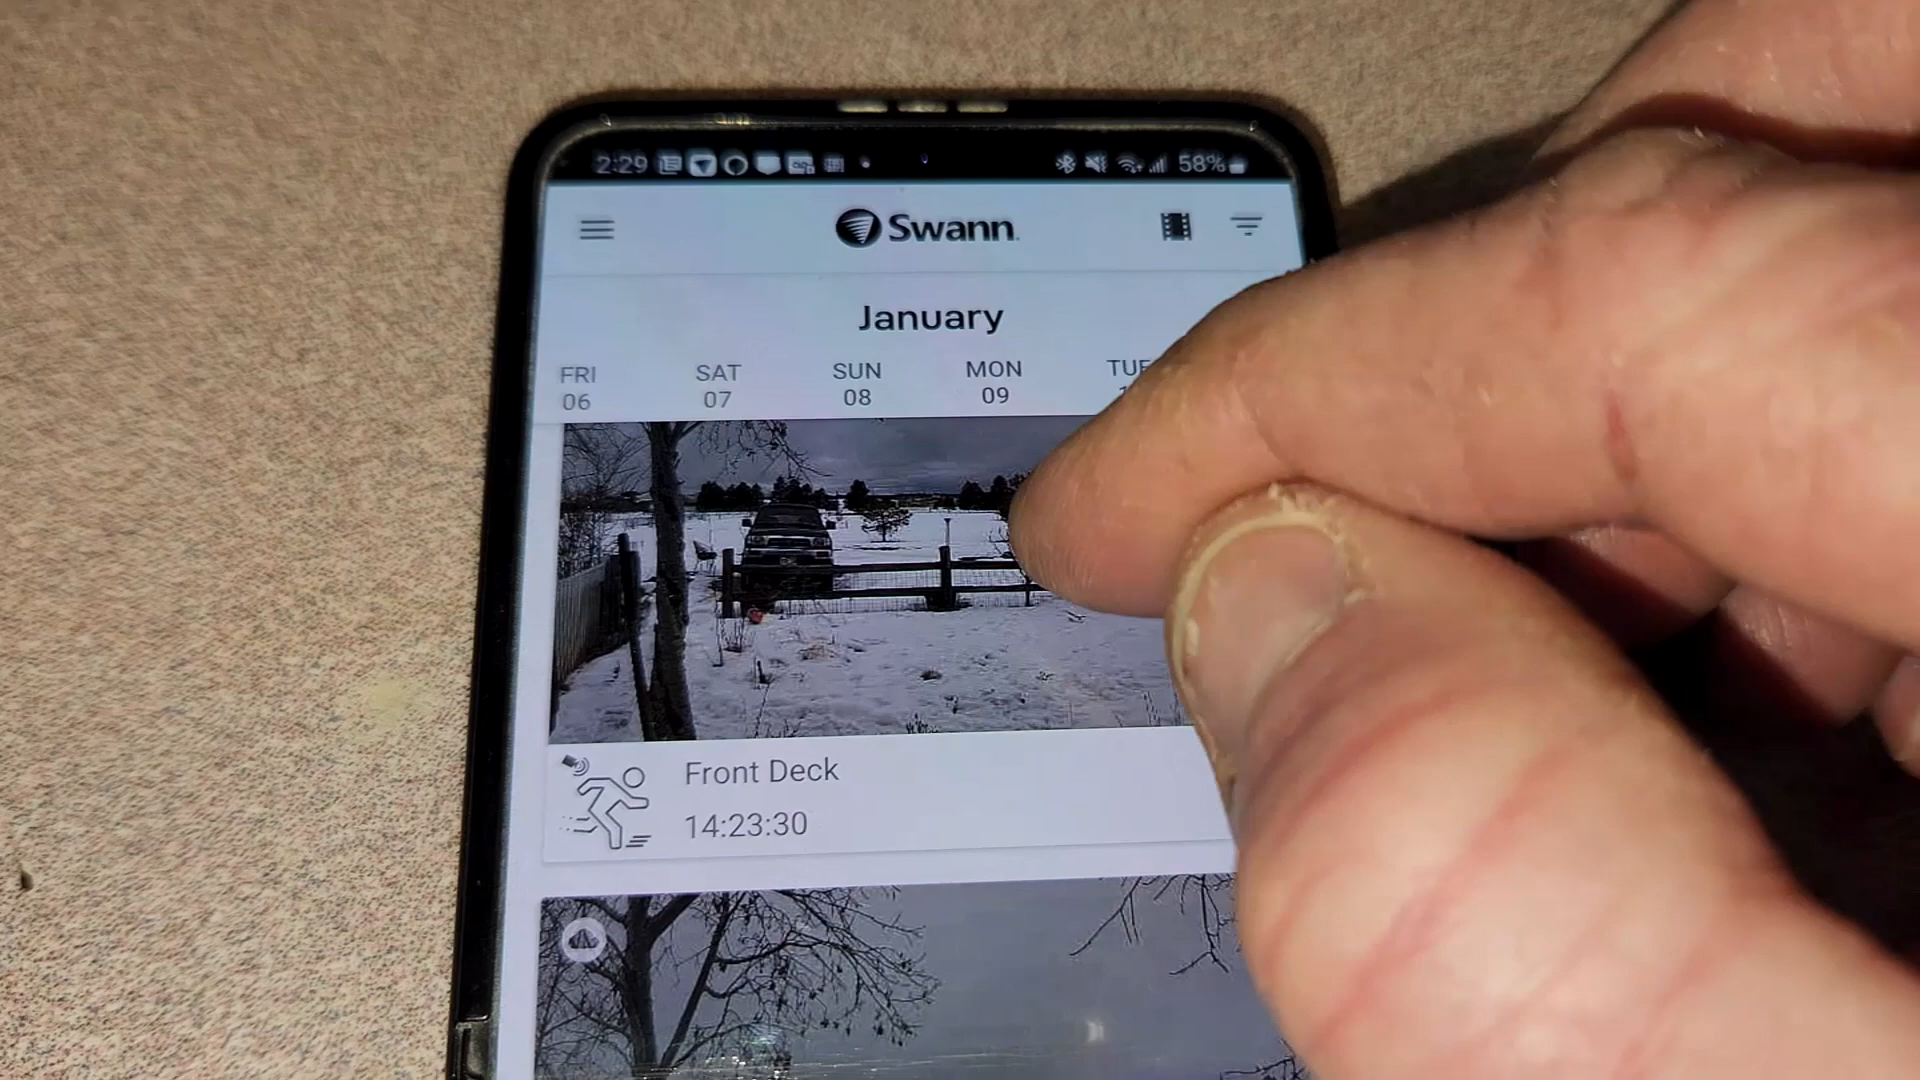 2:29 58%
Swann
January
FRI SAT SUN MON
06 07 08 09
Front Deck
14:23:30